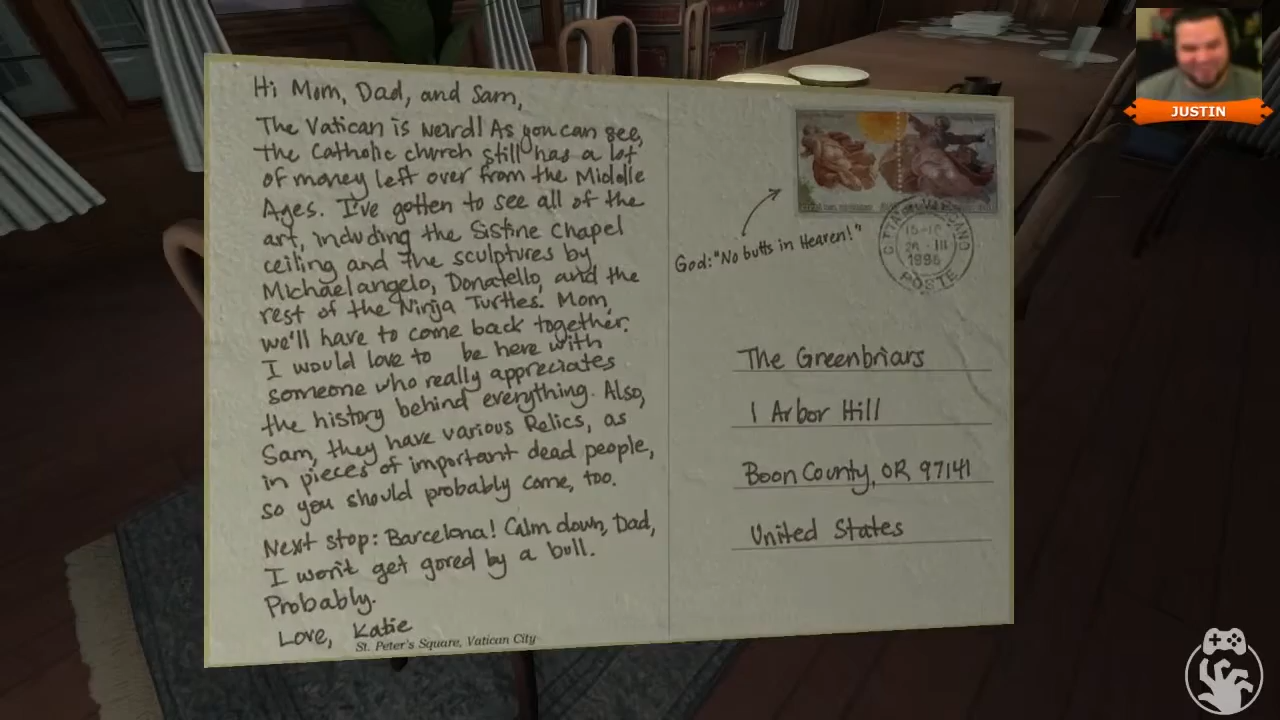 JUSTIN
Hi Mom, Dad, and Sam,
The Vatican is weird! As you can see,
the Catholic church still has a lot
of money left over from the Middle
Ages. I've gotten to see all of the
art, including the Sistine Chapel
ceiling and the sculptures by
Michaelangelo, Donatello, and the
rest of the Ninja Turtles. Mom,
we'll have to come back together.
I would love to be here with
someone who really appreciates
the history behind everything. Also,
Sam, they have various Relics, as
in pieces of important dead people,
so you should probably come, too.
Next stop: Barcelona! Calm down, Dad,
I won't get gored by a bull.
Probably.
Love, Katie
St. Peter's Square, Vatican City
God: "No butts in Heaven!"
26 - III
1995
POSTE
The Greenbriars
1 Arbor Hill
Boon County, OR 97141
United States